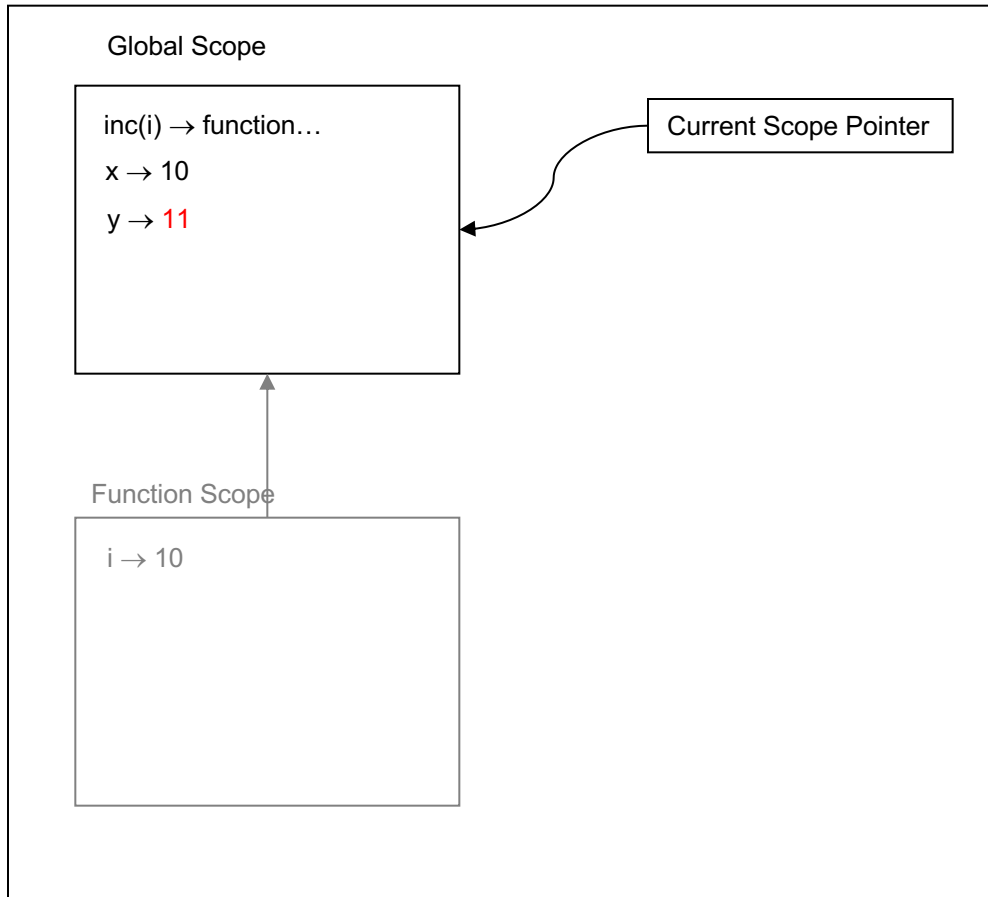 Global Scope
inc(i) → function…
x → 10
y → 11
Current Scope Pointer
Function Scope
i → 10